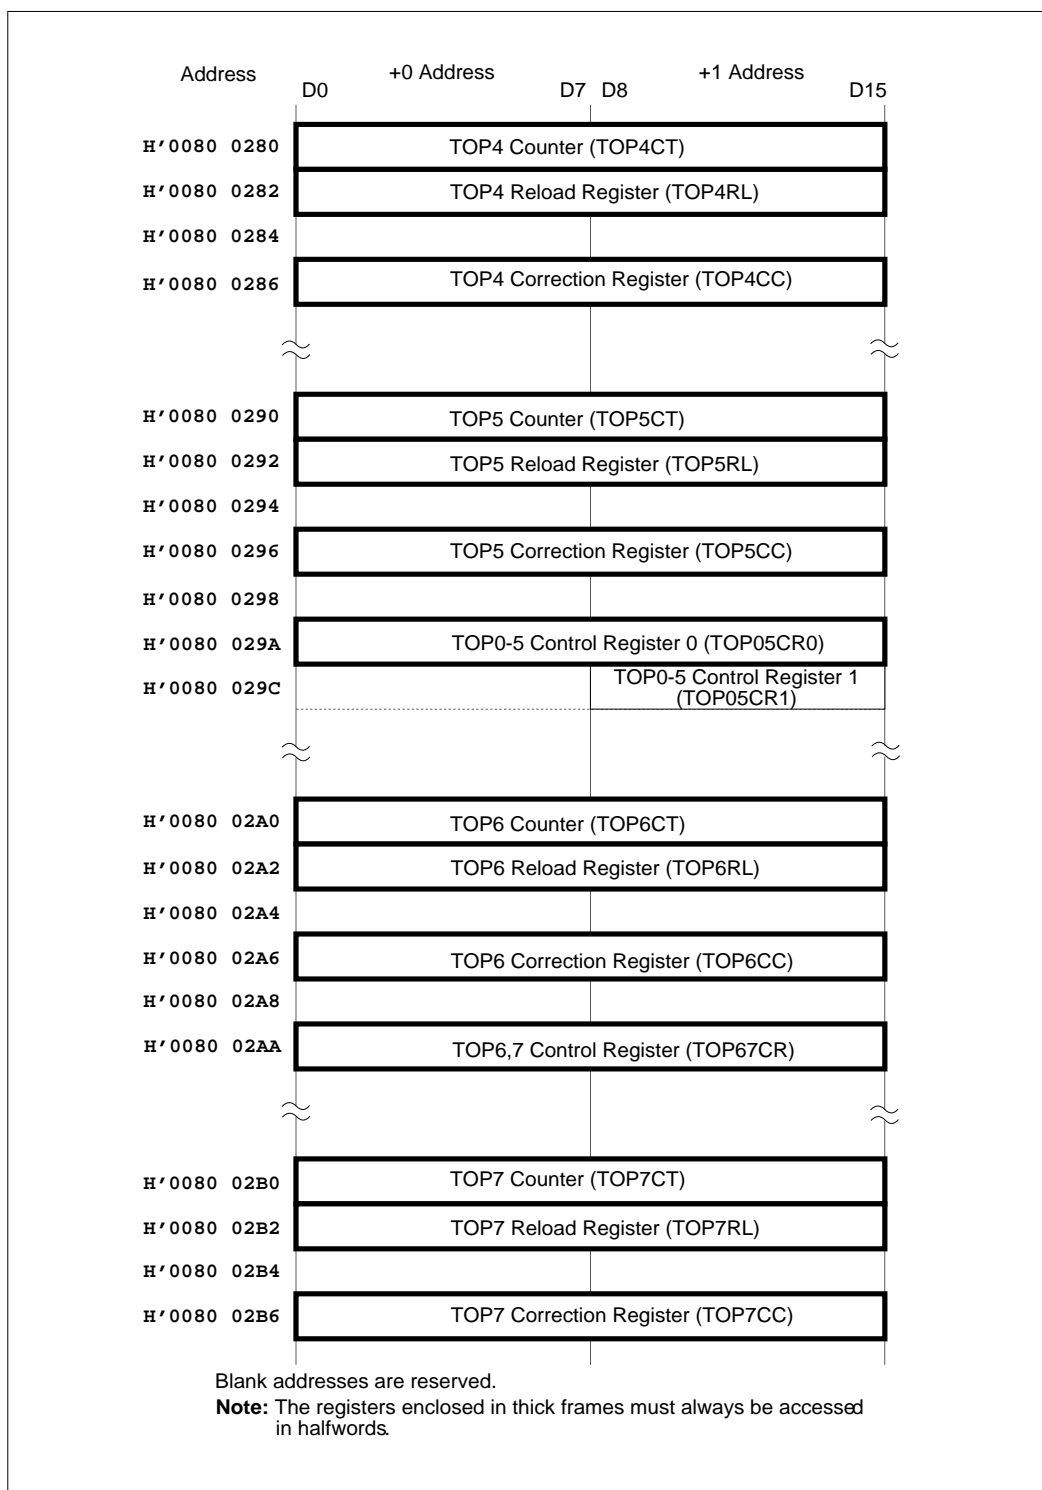 Address +0 Address +1 Address
D0 D7 D8 D15
H'0080 0280 TOP4 Counter (TOP4CT)
H'0080 0282 TOP4 Reload Register (TOP4RL)
H'0080 0284
H'0080 0286 TOP4 Correction Register (TOP4CC)
H'0080 0290 TOP5 Counter (TOP5CT)
H'0080 0292 TOP5 Reload Register (TOP5RL)
H'0080 0294
H'0080 0296 TOP5 Correction Register (TOP5CC)
H'0080 0298
H'0080 029A TOP0-5 Control Register 0 (TOP05CR0)
H'0080 029C TOP0-5 Control Register 1
(TOP05CR1)
H'0080 02A0 TOP6 Counter (TOP6CT)
H'0080 02A2 TOP6 Reload Register (TOP6RL)
H'0080 02A4
H'0080 02A6 TOP6 Correction Register (TOP6CC)
H'0080 02A8
H'0080 02AA TOP6,7 Control Register (TOP67CR)
H'0080 02B0 TOP7 Counter (TOP7CT)
H'0080 02B2 TOP7 Reload Register (TOP7RL)
H'0080 02B4
H'0080 02B6 TOP7 Correction Register (TOP7CC)
Blank addresses are reserved.
Note: The registers enclosed in thick frames must always be accessed
in halfwords.